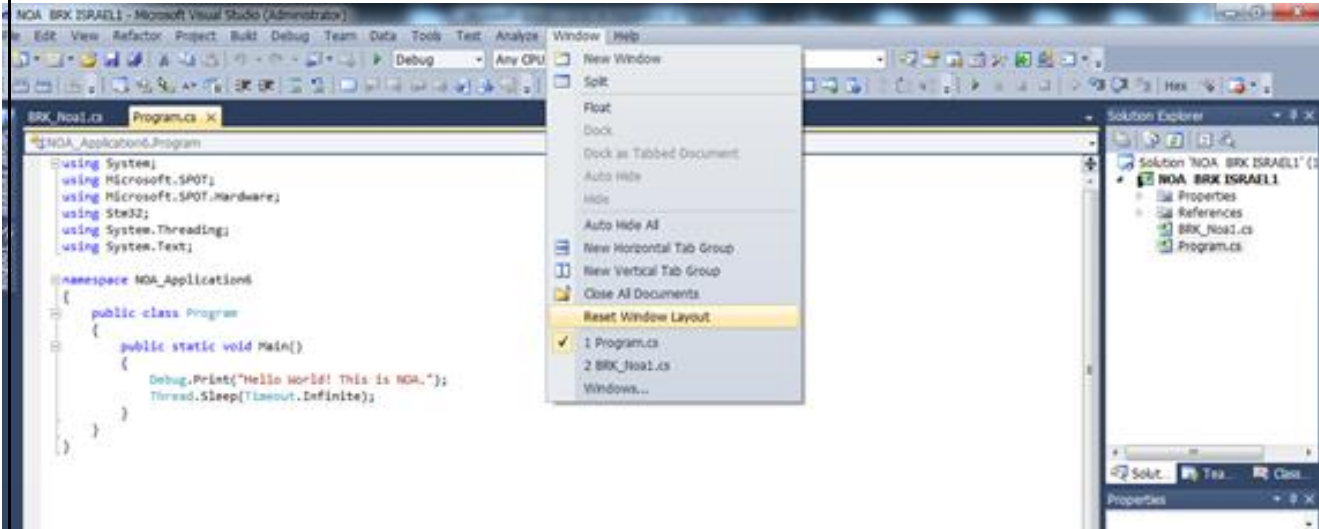 NOA BRK ISRAEL1 - Microsoft Visual Studio (Administrator)
Edit View Refactor Project Build Debug Team Data Tools Test Analyze Window Help
Debug
Any CPU
Hex
New Window
Split
Float
Dock
Dock as Tabbed Document
Auto Hide
Hide
Auto Hide All
New Horizontal Tab Group
New Vertical Tab Group
Close All Documents
Reset Window Layout
1 Program.cs
2 BRK_Noa1.cs
Windows...
BRK_Noa1.cs Program.cs
NOA_Application6.Program
using System;
using Microsoft.SPOT;
using Microsoft.SPOT.Hardware;
using Stm32;
using System.Threading;
using System.Text;
namespace NOA_Application6
{
public class Program
{
public static void Main()
{
Debug.Print("Hello World! This is NOA.");
Thread.Sleep(Timeout.Infinite);
}
}
}
Solution Explorer
Solution 'NOA BRK ISRAEL1' (1
NOA BRK ISRAEL1
Properties
References
BRK_Noa1.cs
Program.cs
Solut... Tea... Class...
Properties